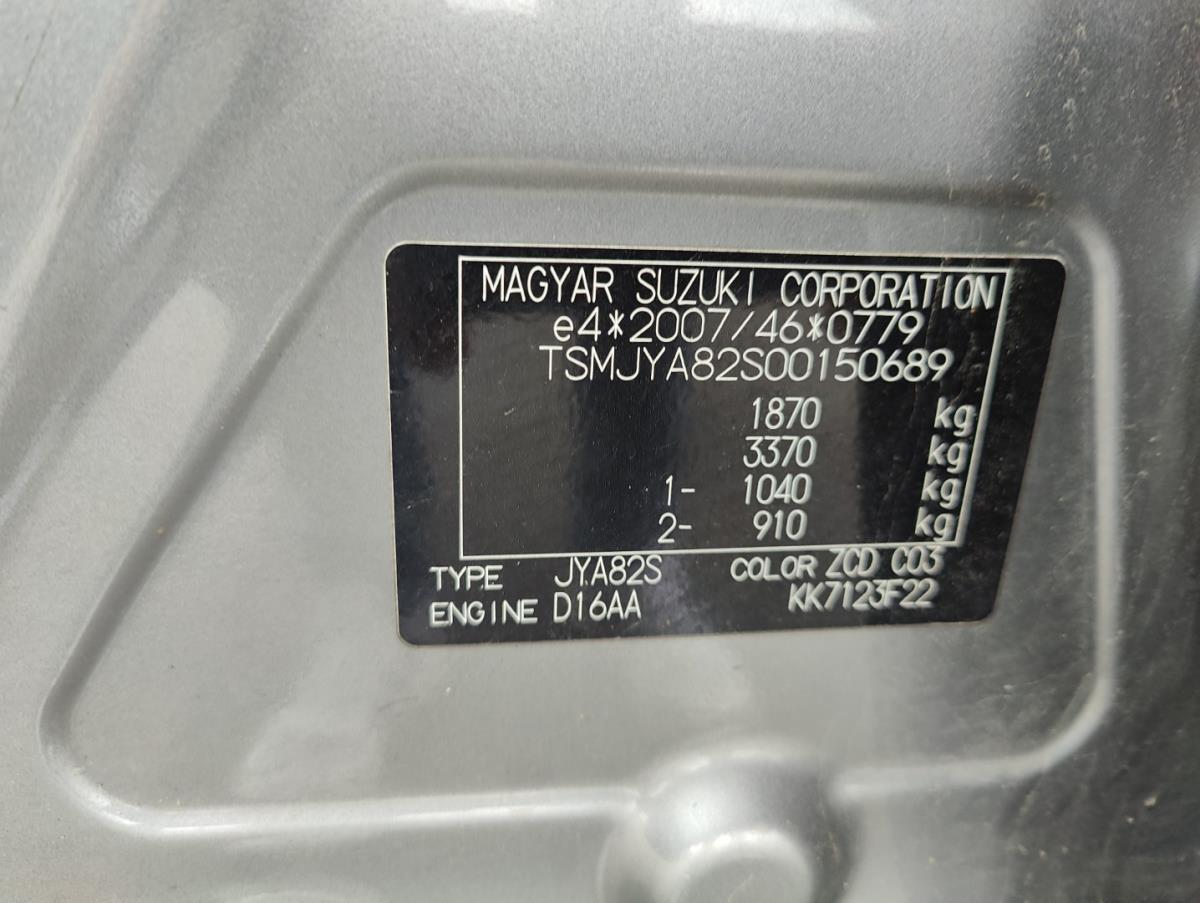 MAGYAR SUZUKI CORPORATION
e4*2007/46*0779
TSMJYA82S00150689
1870 kg
3370 kg
1- 1040 kg
2- 910 kg
TYPE JYA82S COLOR ZCD C03
ENGINE D16AA KK7123F22